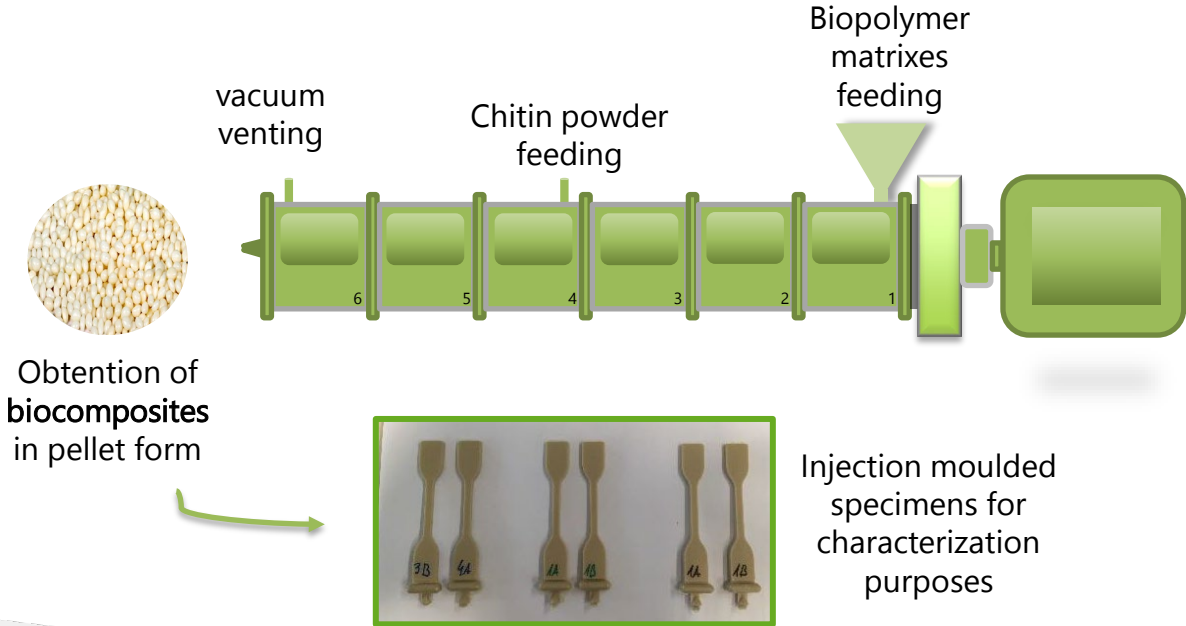 Biopolymer
matrixes
feeding
vacuum
venting
Chitin powder
feeding
6
5
4
3
2
1
Obtention of
biocomposites
in pellet form
3B
4A
1A
1B
1A
1B
Injection moulded
specimens for
characterization
purposes